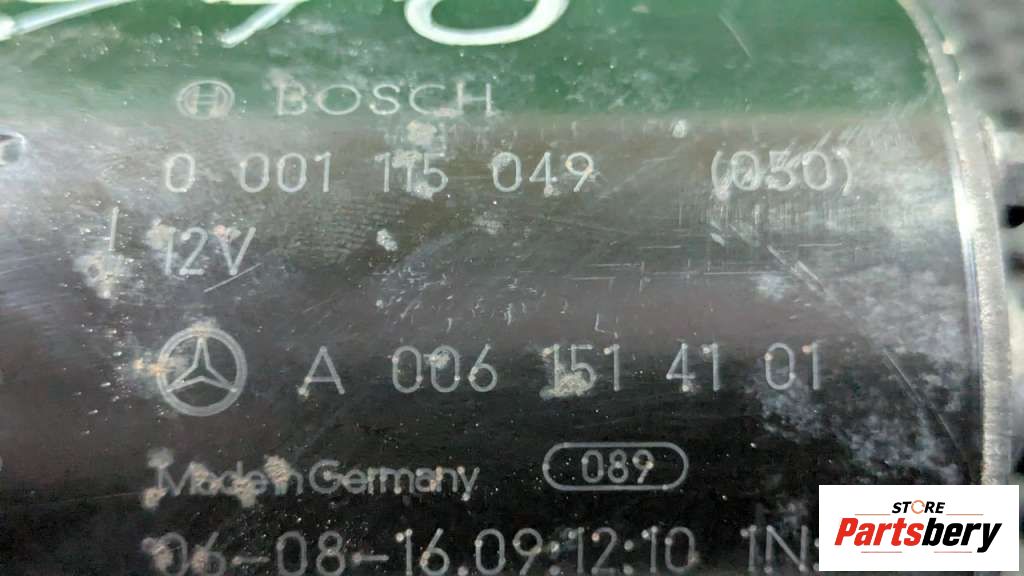 BOSCH
0 001 115 049 (050)
12V
A 006 151 41 01
Made in Germany 089
06-08-16.09:12:10 1N:
STORE
Partsbery